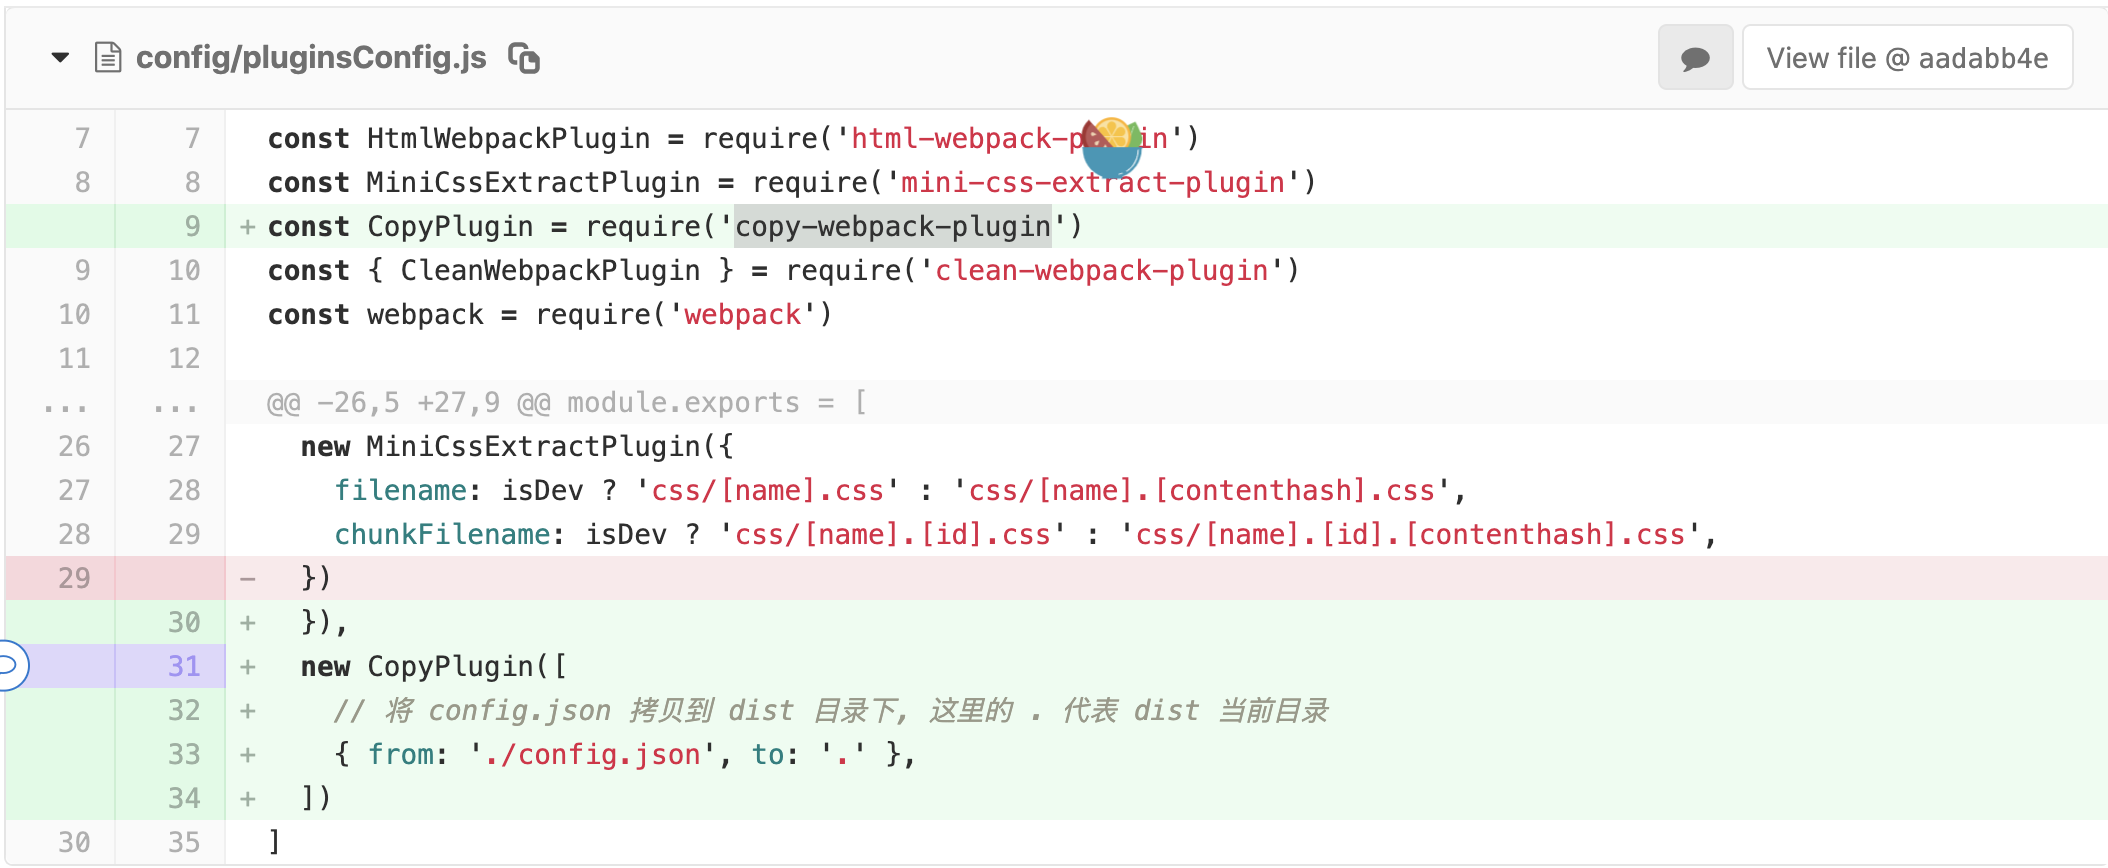 config/pluginsConfig.js View file @ aadabb4e
7 7 const HtmlWebpackPlugin = require('html-webpack-plugin')
8 8 const MiniCssExtractPlugin = require('mini-css-extract-plugin')
9 + const CopyPlugin = require('copy-webpack-plugin')
9 10 const { CleanWebpackPlugin } = require('clean-webpack-plugin')
10 11 const webpack = require('webpack')
11 12
... ... @@ -26,5 +27,9 @@ module.exports = [
26 27 new MiniCssExtractPlugin({
27 28 filename: isDev ? 'css/[name].css' : 'css/[name].[contenthash].css',
28 29 chunkFilename: isDev ? 'css/[name].[id].css' : 'css/[name].[id].[contenthash].css',
29 - })
30 + }),
31 + new CopyPlugin([
32 + // 将 config.json 拷贝到 dist 目录下, 这里的 . 代表 dist 当前目录
33 + { from: './config.json', to: '.' },
34 + ])
30 35 ]